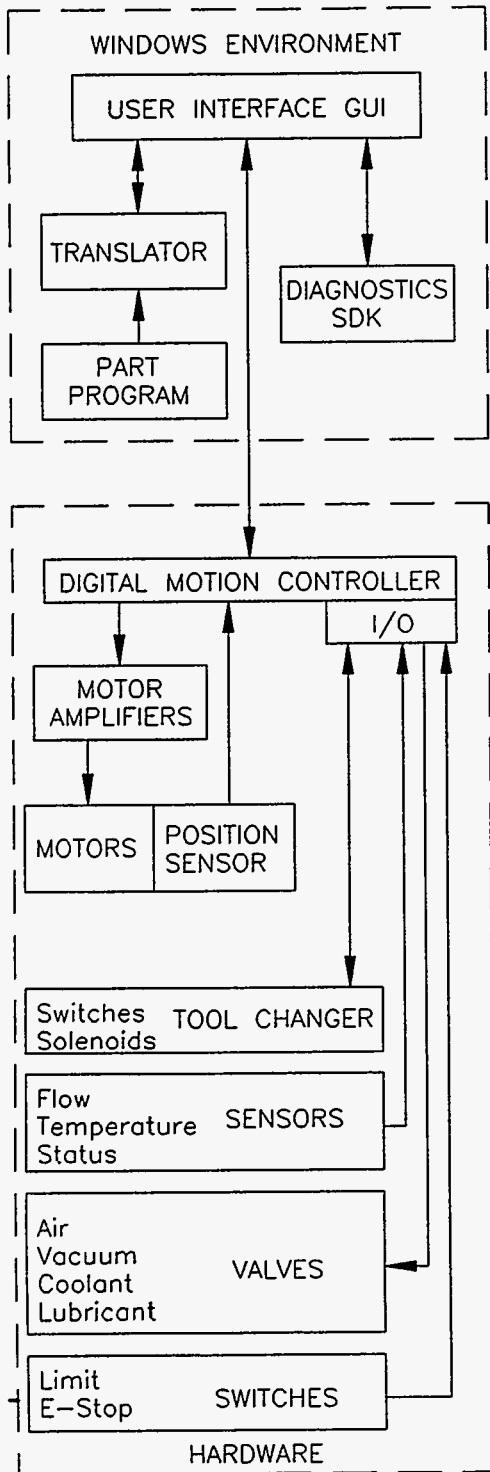 WINDOWS ENVIRONMENT
USER INTERFACE GUI
TRANSLATOR
DIAGNOSTICS
SDK
PART
PROGRAM
DIGITAL MOTION CONTROLLER
I/O
MOTOR
AMPLIFIERS
MOTORS
POSITION
SENSOR
Switches
Solenoids
TOOL CHANGER
Flow
Temperature
Status
SENSORS
Air
Vacuum
Coolant
Lubricant
VALVES
Limit
E-Stop
SWITCHES
HARDWARE